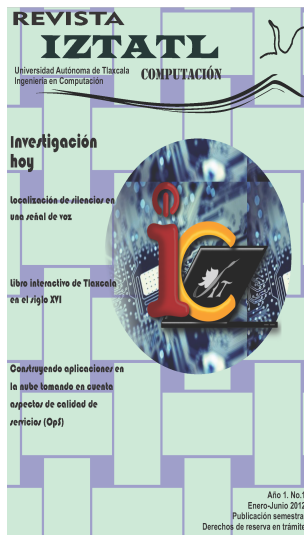 REVISTA
IZTATL
Universidad Autónoma de Tlaxcala
Ingeniería en Computación
COMPUTACIÓN
Investigación
hoy
Localización de silencios en
una señal de voz
Libro interactivo de Tlaxcala
en el siglo XVI
Construyendo aplicaciones en
la nube tomando en cuenta
aspectos de calidad de
servicios (QpS)
ic
Año 1. No.1
Enero-Junio 2012
Publicación semestral
Derechos de reserva en trámite